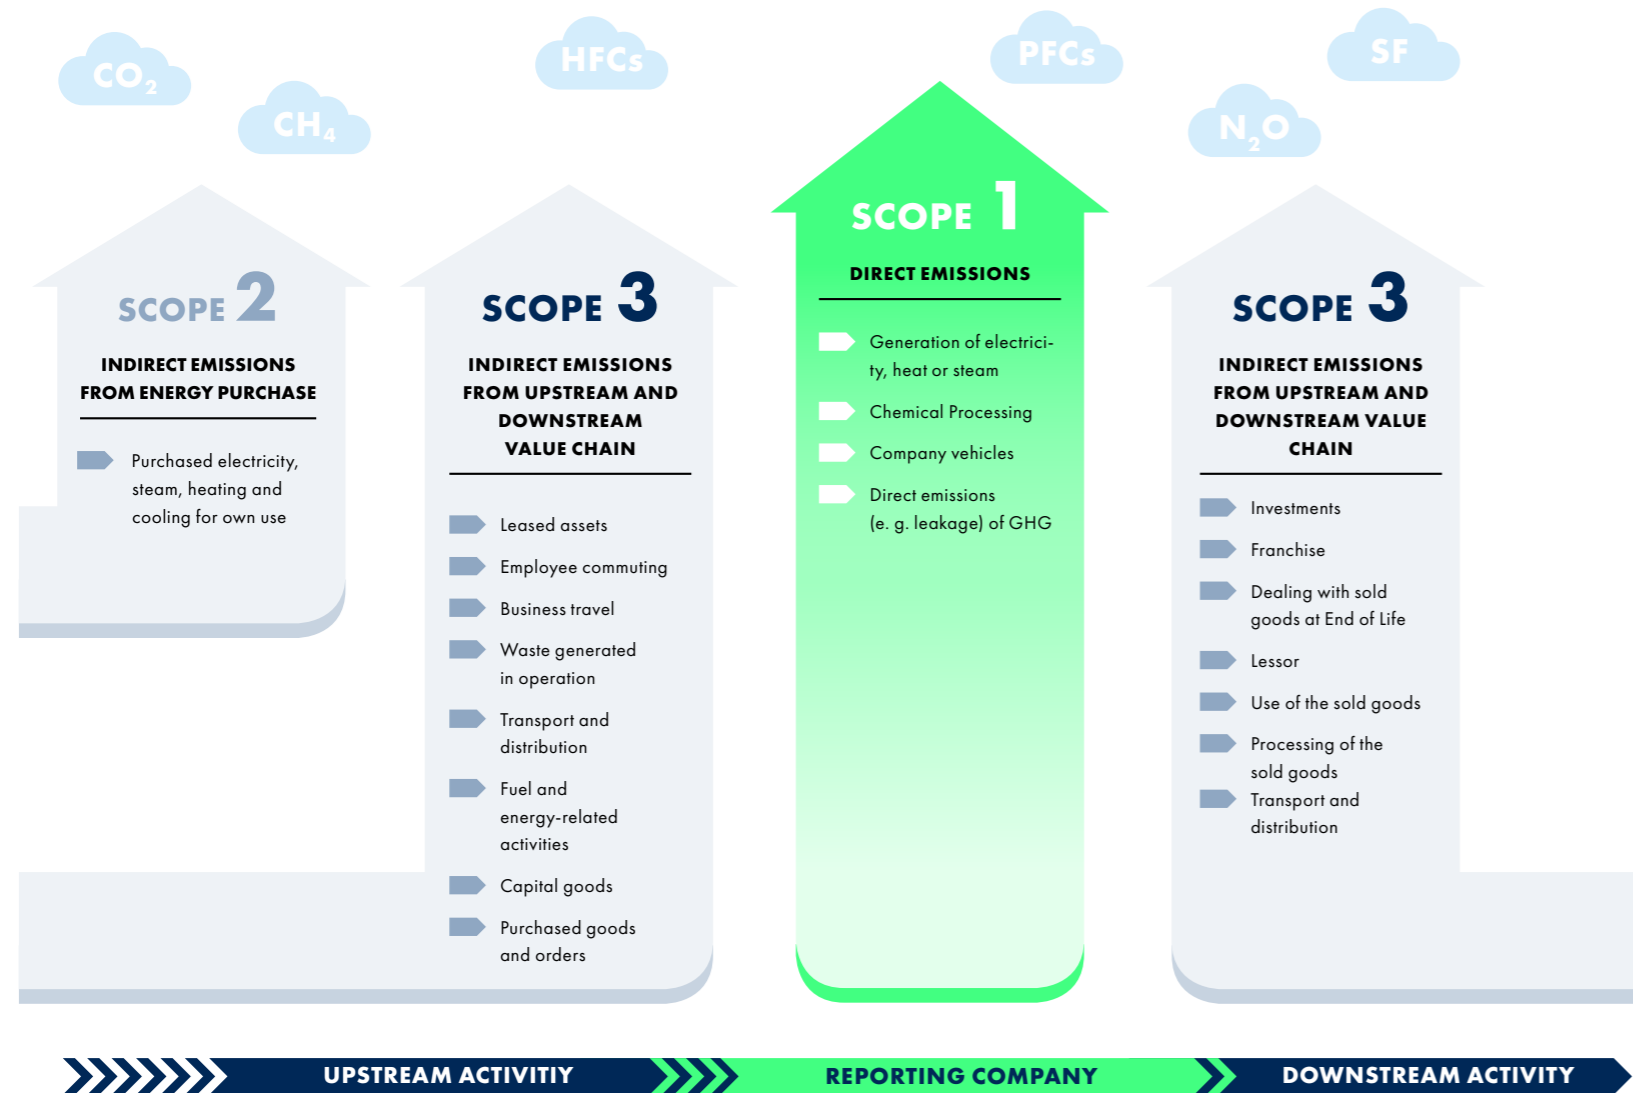 CO2
CH4
HFCs
PFCs
N2O
SF
SCOPE 2
INDIRECT EMISSIONS
FROM ENERGY PURCHASE
Purchased electricity,
steam, heating and
cooling for own use
SCOPE 3
INDIRECT EMISSIONS
FROM UPSTREAM AND
DOWNSTREAM
VALUE CHAIN
Leased assets
Employee commuting
Business travel
Waste generated
in operation
Transport and
distribution
Fuel and
energy-related
activities
Capital goods
Purchased goods
and orders
SCOPE 1
DIRECT EMISSIONS
Generation of electrici-
ty, heat or steam
Chemical Processing
Company vehicles
Direct emissions
(e. g. leakage) of GHG
SCOPE 3
INDIRECT EMISSIONS
FROM UPSTREAM AND
DOWNSTREAM VALUE
CHAIN
Investments
Franchise
Dealing with sold
goods at End of Life
Lessor
Use of the sold goods
Processing of the
sold goods
Transport and
distribution
UPSTREAM ACTIVITIY
REPORTING COMPANY
DOWNSTREAM ACTIVITY